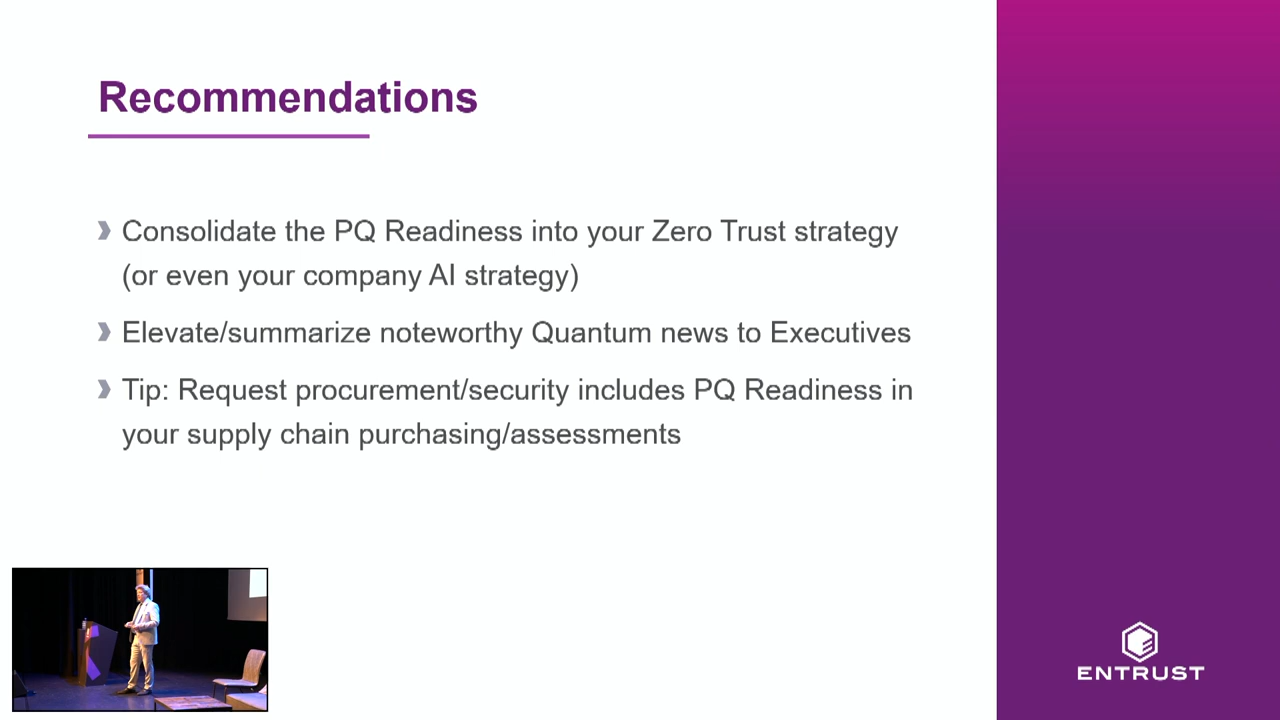 Recommendations
Consolidate the PQ Readiness into your Zero Trust strategy
(or even your company AI strategy)
Elevate/summarize noteworthy Quantum news to Executives
Tip: Request procurement/security includes PQ Readiness in
your supply chain purchasing/assessments
ENTRUST